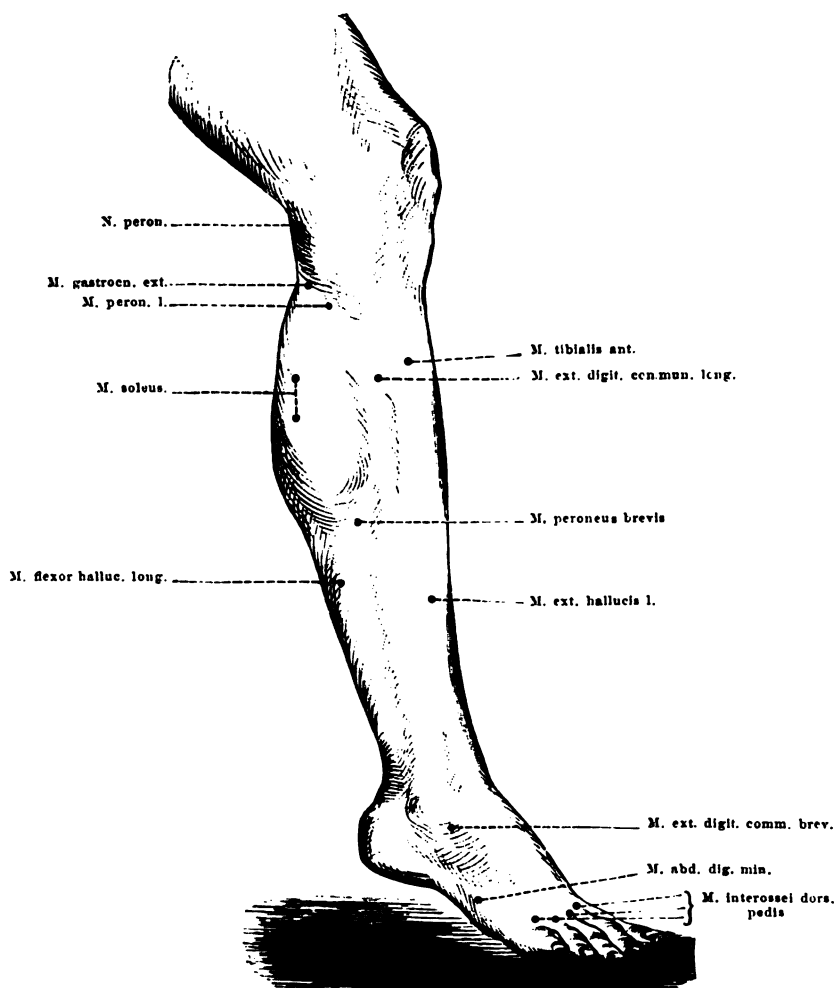 N. peron.
M. gastrocn. ext.
M. peron. l.
M. soleus.
M. flexor halluc. long.
M. tibialis ant.
M. ext. digit. commun. long.
M. peroneus brevis
M. ext. hallucis l.
M. ext. digit. comm. brev.
M. abd. dig. min.
M. interossei dors.
pedis